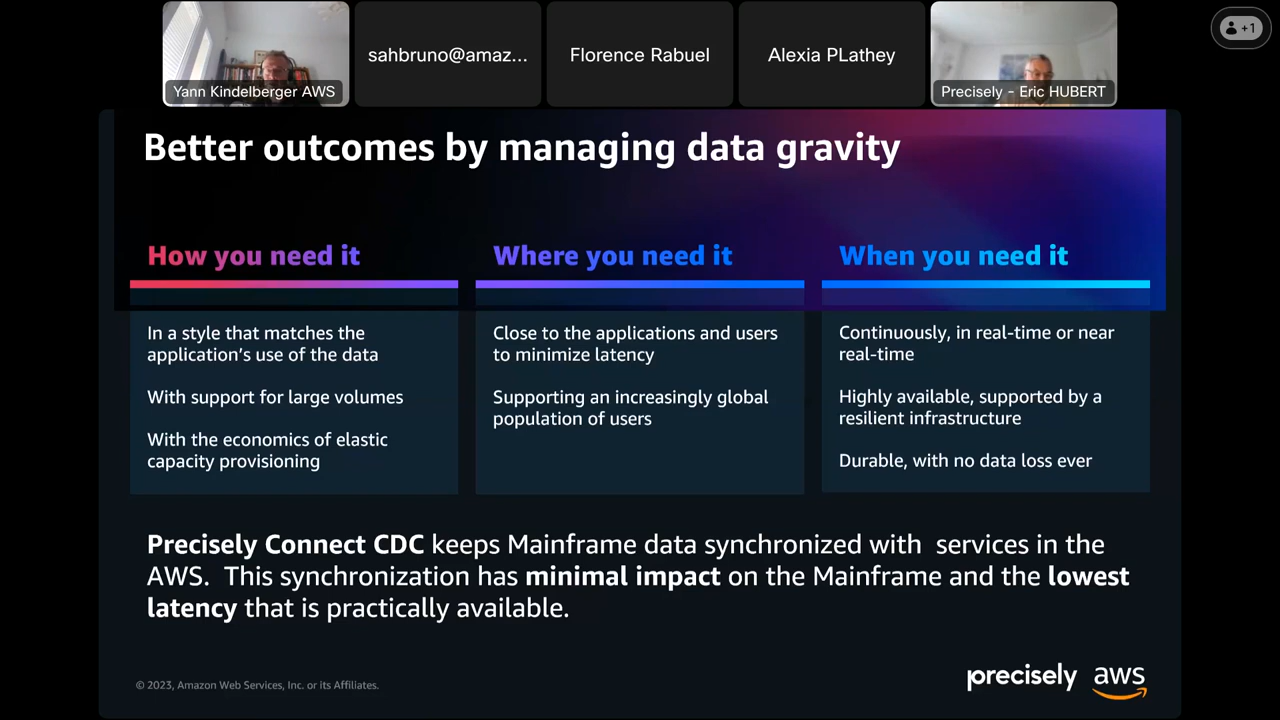 sahbruno@amaz...
Florence Rabuel
Alexia PLathey
+1
Yann Kindelberger AWS
Precisely - Eric HUBERT
Better outcomes by managing data gravity
How you need it
In a style that matches the
application's use of the data
With support for large volumes
With the economics of elastic
capacity provisioning
Where you need it
Close to the applications and users
to minimize latency
Supporting an increasingly global
population of users
When you need it
Continuously, in real-time or near
real-time
Highly available, supported by a
resilient infrastructure
Durable, with no data loss ever
Precisely Connect CDC keeps Mainframe data synchronized with  services in the
AWS.  This synchronization has minimal impact on the Mainframe and the lowest
latency that is practically available.
© 2023, Amazon Web Services, Inc. or its Affiliates.
precisely aws